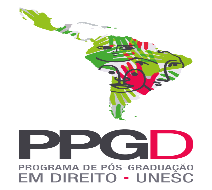 PPGD
PROGRAMA DE PÓS-GRADUAÇÃO
EM DIREITO - UNESC